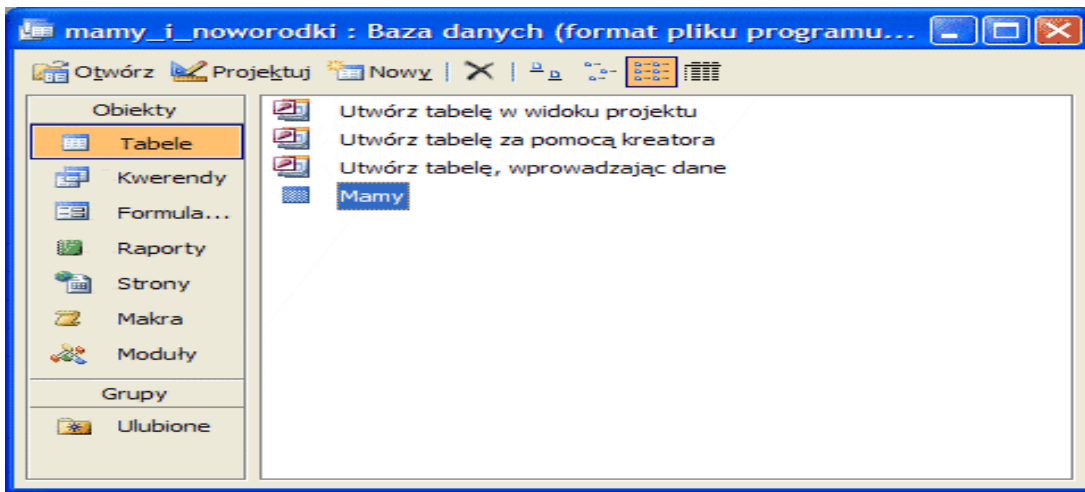 mamy_i_noworodki : Baza danych (format pliku programu...
Otwórz Projektuj Nowy
Obiekty
Tabele
Kwerendy
Formula...
Raporty
Strony
Makra
Moduły
Grupy
Ulubione
Utwórz tabelę w widoku projektu
Utwórz tabelę za pomocą kreatora
Utwórz tabelę, wprowadzając dane
Mamy